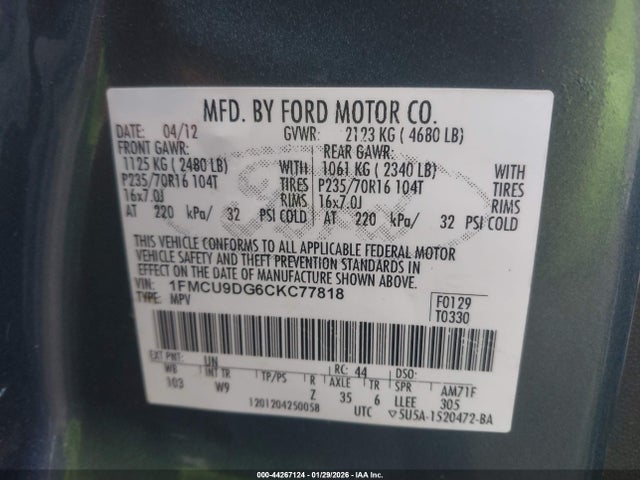 MFD. BY FORD MOTOR CO.
DATE: 04/12 GVWR: 2123 KG ( 4680 LB)
FRONT GAWR: REAR GAWR:
1125 KG ( 2480 LB) WITH 1061 KG ( 2340 LB) WITH
P235/70R16 104T TIRES P235/70R16 104T TIRES
16x7.0J RIMS 16x7.0J RIMS
AT 220 kPa/ 32 PSI COLD AT 220 kPa/ 32 PSI COLD
THIS VEHICLE CONFORMS TO ALL APPLICABLE FEDERAL MOTOR
VEHICLE SAFETY AND THEFT PREVENTION STANDARDS IN
EFFECT ON THE DATE OF MANUFACTURE SHOWN ABOVE.
VIN: 1FMCU9DG6CKC77818 F0129
TYPE: MPV T0330
EXT PNT: UN RC: 44 DSO:
WB INT TR TP/PS R AXLE TR SPR AM71F
103 W9 Z 35 6 LLEE 305
1201204250058 UTC ▽5U5A-1520472-BA
000-44267124 | 01/29/2026 | IAA Inc.